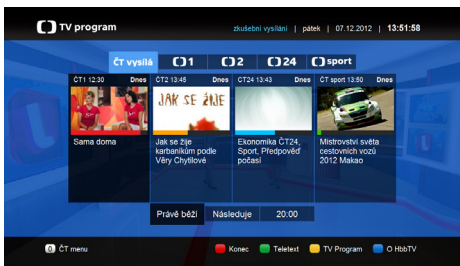 TV program
zkušební vysílání | pátek | 07.12.2012 | 13:51:58
ČT vysílá 1 2 24 sport
ČT1 12:30 Dnes
Sama doma
ČT2 13:45 Dnes
JAK SE ŽIJE
Jak se žije
karbaníkům podle
Věry Chytilové
ČT24 13:43 Dnes
Ekonomika ČT24,
Sport, Předpověď
počasí
ČT sport 13:50 Dnes
Mistrovství světa
cestovních vozů
2012 Makao
Právě běží Následuje 20:00
0 ČT menu
Konec Teletext TV Program O HbbTV